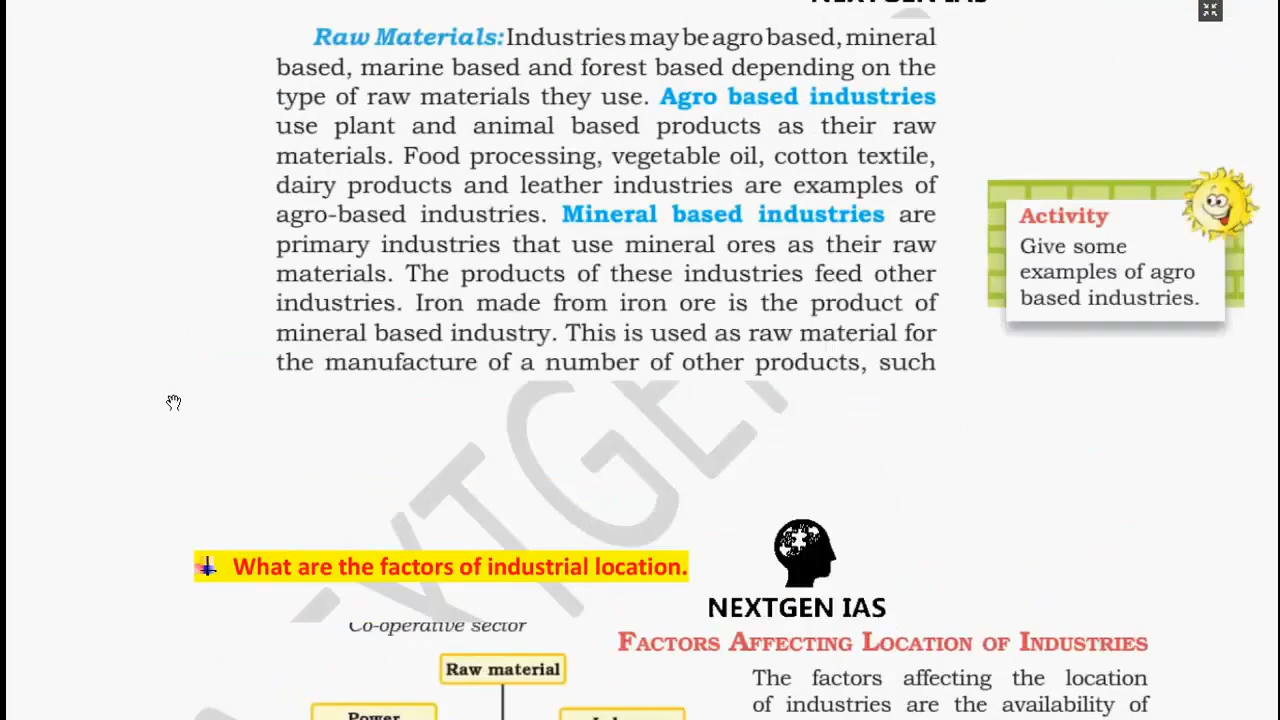 NEXTGEN IAS
Raw Materials: Industries may be agro based, mineral
based, marine based and forest based depending on the
type of raw materials they use. Agro based industries
use plant and animal based products as their raw
materials. Food processing, vegetable oil, cotton textile,
dairy products and leather industries are examples of
agro-based industries. Mineral based industries are
primary industries that use mineral ores as their raw
materials. The products of these industries feed other
industries. Iron made from iron ore is the product of
mineral based industry. This is used as raw material for
the manufacture of a number of other products, such
Activity
Give some
examples of agro
based industries.
What are the factors of industrial location.
NEXTGEN IAS
Co-operative sector
Raw material
Power
FACTORS AFFECTING LOCATION OF INDUSTRIES
The factors affecting the location
of industries are the availability of